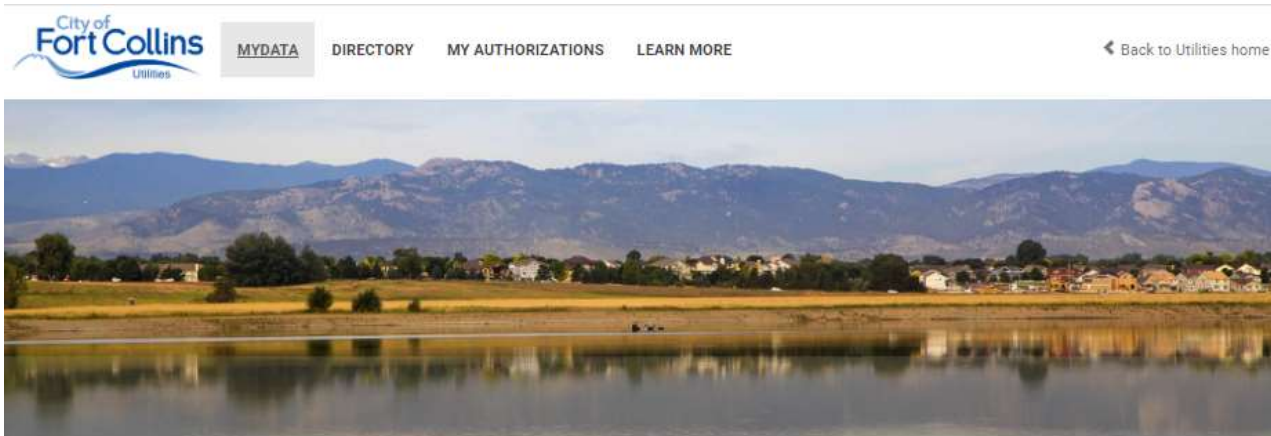 City of
Fort Collins
Utilities
MYDATA DIRECTORY MY AUTHORIZATIONS LEARN MORE Back to Utilities home